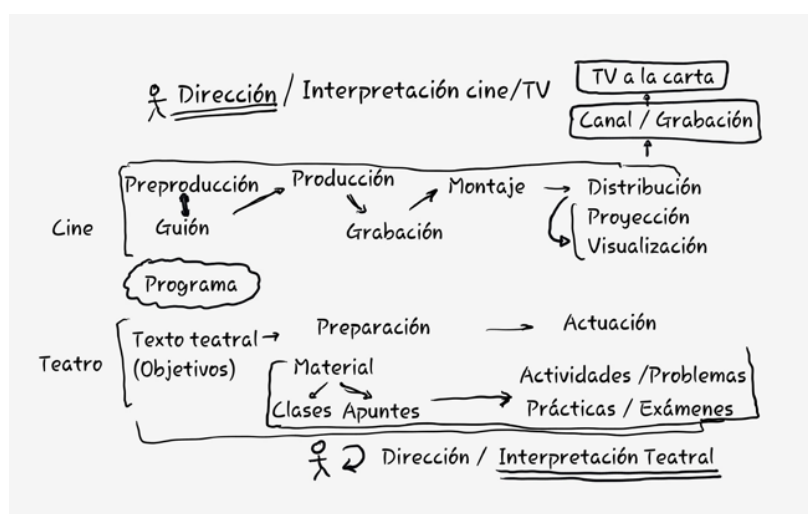 Dirección / Interpretación cine/TV
TV a la carta
Canal / Grabación
Cine
Preproducción
Guión
Producción
Grabación
Montaje
Distribución
Proyección
Visualización
Programa
Teatro
Texto teatral
(Objetivos)
Preparación
Actuación
Material
Clases Apuntes
Actividades /Problemas
Prácticas / Exámenes
Dirección / Interpretación Teatral